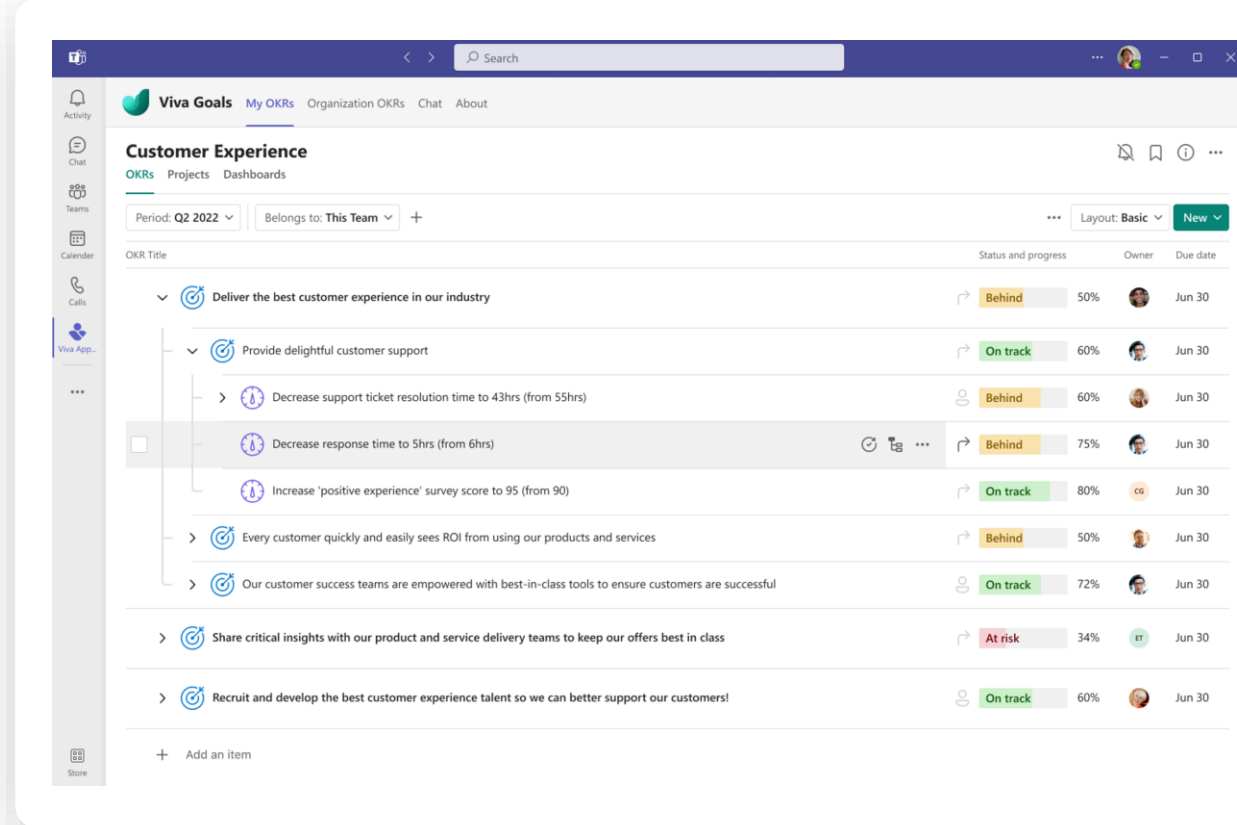 Search
Activity
Chat
Teams
Calender
Calls
Viva App...
Store
Viva Goals My OKRs Organization OKRs Chat About
Customer Experience
OKRs Projects Dashboards
Period: Q2 2022 Belongs to: This Team Layout: Basic New
OKR Title Status and progress Owner Due date
Deliver the best customer experience in our industry Behind 50% Jun 30
Provide delightful customer support On track 60% Jun 30
Decrease support ticket resolution time to 43hrs (from 55hrs) Behind 60% Jun 30
Decrease response time to 5hrs (from 6hrs) Behind 75% Jun 30
Increase 'positive experience' survey score to 95 (from 90) On track 80% CG Jun 30
Every customer quickly and easily sees ROI from using our products and services Behind 50% Jun 30
Our customer success teams are empowered with best-in-class tools to ensure customers are successful On track 72% Jun 30
Share critical insights with our product and service delivery teams to keep our offers best in class At risk 34% ET Jun 30
Recruit and develop the best customer experience talent so we can better support our customers! On track 60% Jun 30
Add an item